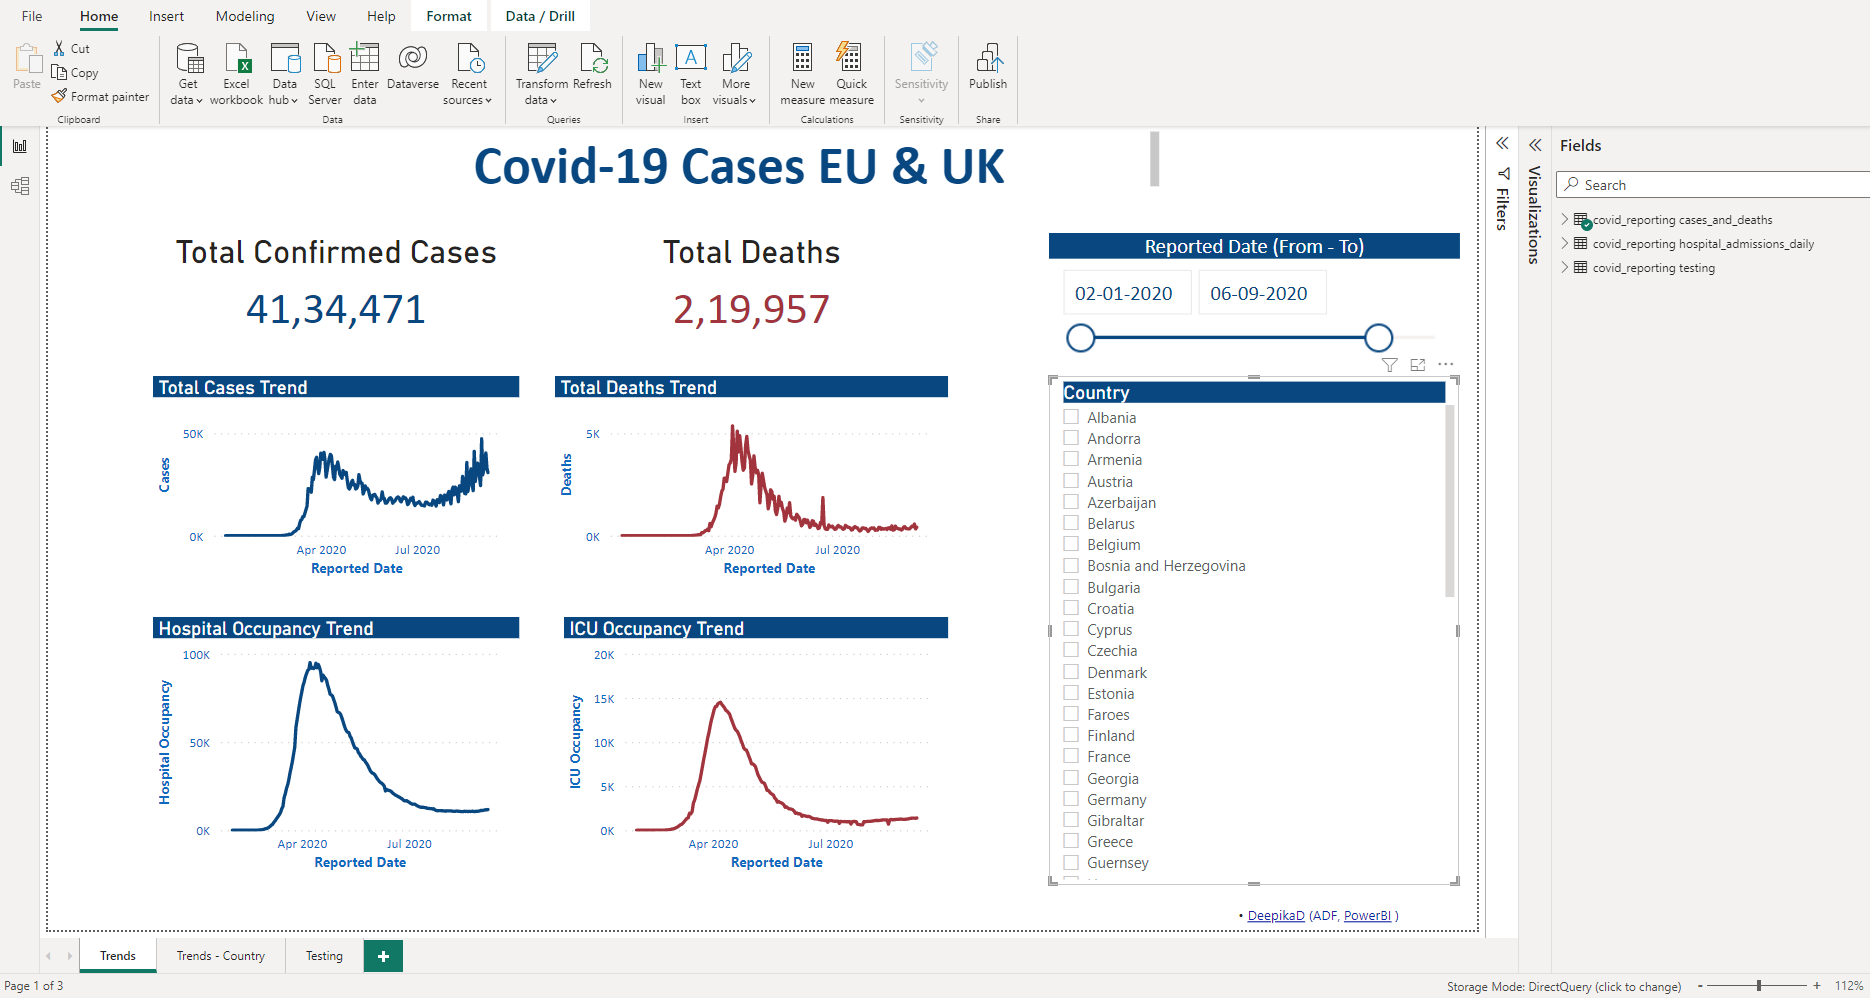 File Home Insert Modeling View Help Format Data / Drill
Paste
Cut
Copy
Format painter
Clipboard
Get data
Excel workbook
Data hub
SQL Server
Enter data
Dataverse
Recent sources
Data
Transform data
Refresh
Queries
New visual
Text box
More visuals
Insert
New measure
Quick measure
Calculations
Sensitivity
Sensitivity
Publish
Share
Covid-19 Cases EU & UK
Total Confirmed Cases
41,34,471
Total Deaths
2,19,957
Reported Date (From - To)
02-01-2020 06-09-2020
Total Cases Trend
50K
0K
Cases
Apr 2020 Jul 2020
Reported Date
Total Deaths Trend
5K
0K
Deaths
Apr 2020 Jul 2020
Reported Date
Hospital Occupancy Trend
100K
50K
0K
Hospital Occupancy
Apr 2020 Jul 2020
Reported Date
ICU Occupancy Trend
20K
15K
10K
5K
0K
ICU Occupancy
Apr 2020 Jul 2020
Reported Date
Country
Albania
Andorra
Armenia
Austria
Azerbaijan
Belarus
Belgium
Bosnia and Herzegovina
Bulgaria
Croatia
Cyprus
Czechia
Denmark
Estonia
Faroes
Finland
France
Georgia
Germany
Gibraltar
Greece
Guernsey
• DeepikaD (ADF, PowerBI )
Filters
Visualizations
Fields
Search
covid_reporting cases_and_deaths
covid_reporting hospital_admissions_daily
covid_reporting testing
Trends Trends - Country Testing +
Page 1 of 3
Storage Mode: DirectQuery (click to change) - + 112%